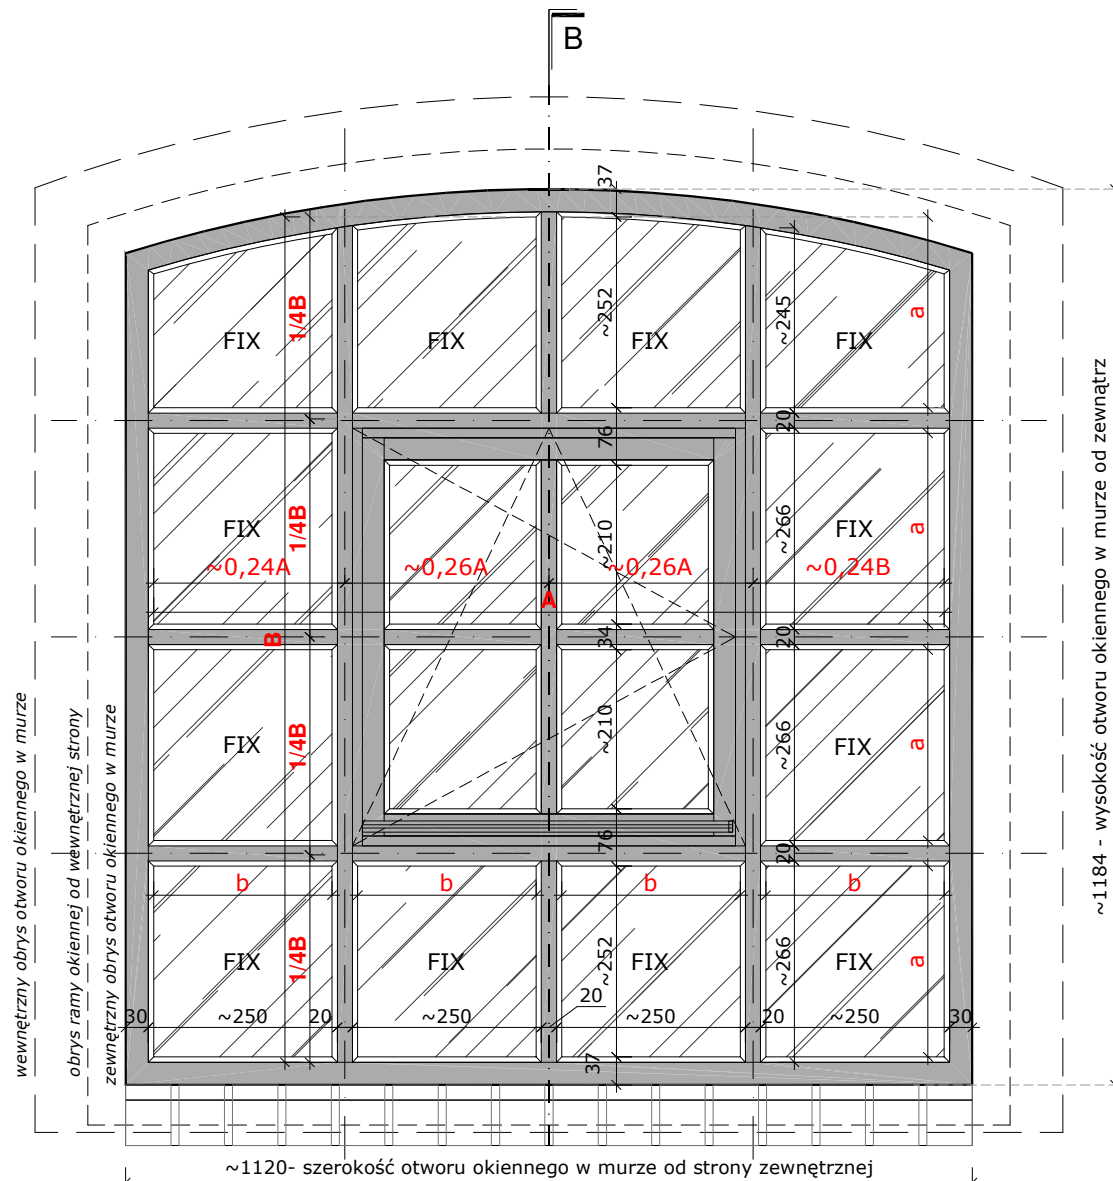 B
37
~252
1/4B
~245
a
FIX FIX FIX FIX
20
76
1/4B
~210
~266
a
FIX FIX
~0,24A ~0,26A ~0,26A ~0,24B
A
B
34
20
1/4B
~210
~266
a
FIX FIX
76
20
b b b b
1/4B
~252
~266
a
FIX FIX FIX FIX
20
30 ~250 20 ~250 ~250 20 ~250 30
37
wewnętrzny obrys otworu okiennego w murze
obrys ramy okiennej od wewnętrznej strony
zewnętrzny obrys otworu okiennego w murze
~1184 - wysokość otworu okiennego w murze od zewnątrz
~1120- szerokość otworu okiennego w murze od strony zewnętrznej